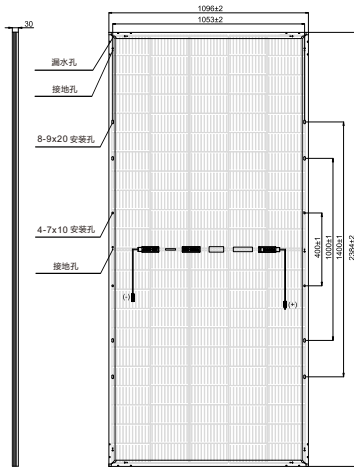 1096±2
30
1053±2
漏水孔
接地孔
8-9x20 安装孔
4-7x10 安装孔
接地孔
400±1
1000±1
1400±1
2384±2
(-)
(+)